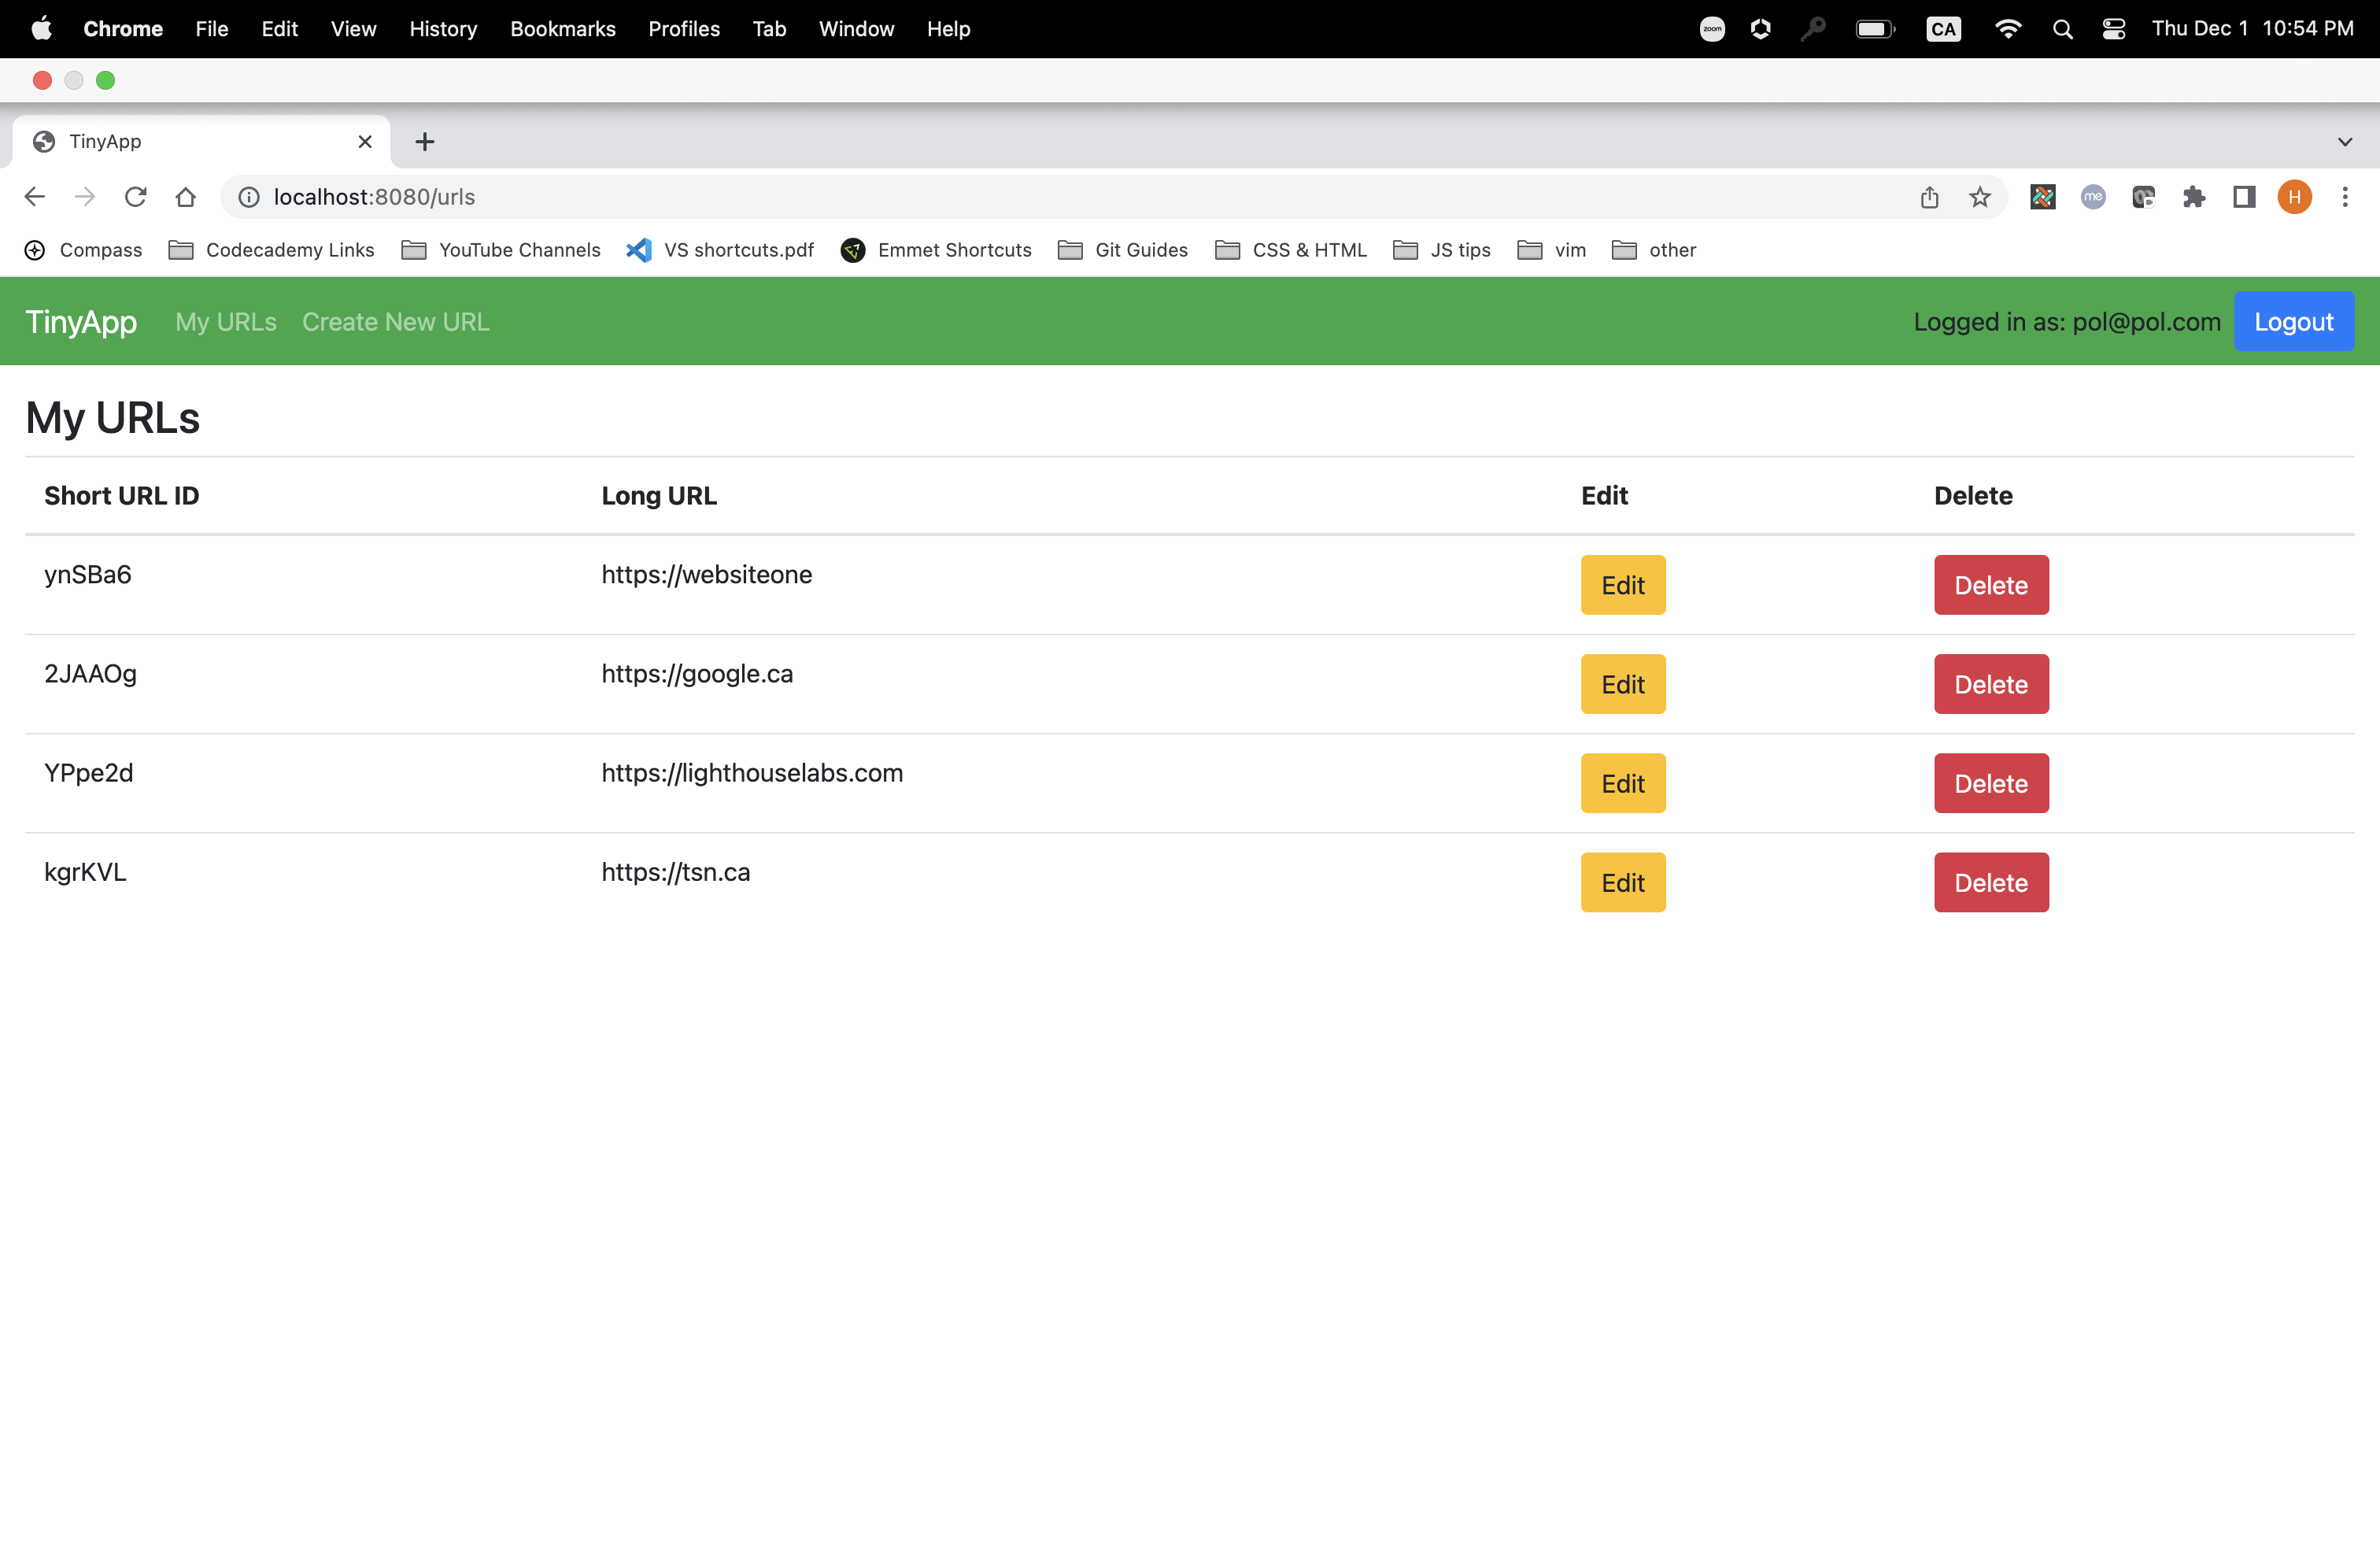 Chrome File Edit View History Bookmarks Profiles Tab Window Help zoom CA Thu Dec 1 10:54 PM
TinyApp
localhost:8080/urls me H
Compass Codecademy Links YouTube Channels VS shortcuts.pdf Emmet Shortcuts Git Guides CSS & HTML JS tips vim other
TinyApp My URLs Create New URL Logged in as: pol@pol.com Logout
My URLs
Short URL ID Long URL Edit Delete
ynSBa6 https://websiteone Edit Delete
2JAAOg https://google.ca Edit Delete
YPpe2d https://lighthouselabs.com Edit Delete
kgrKVL https://tsn.ca Edit Delete